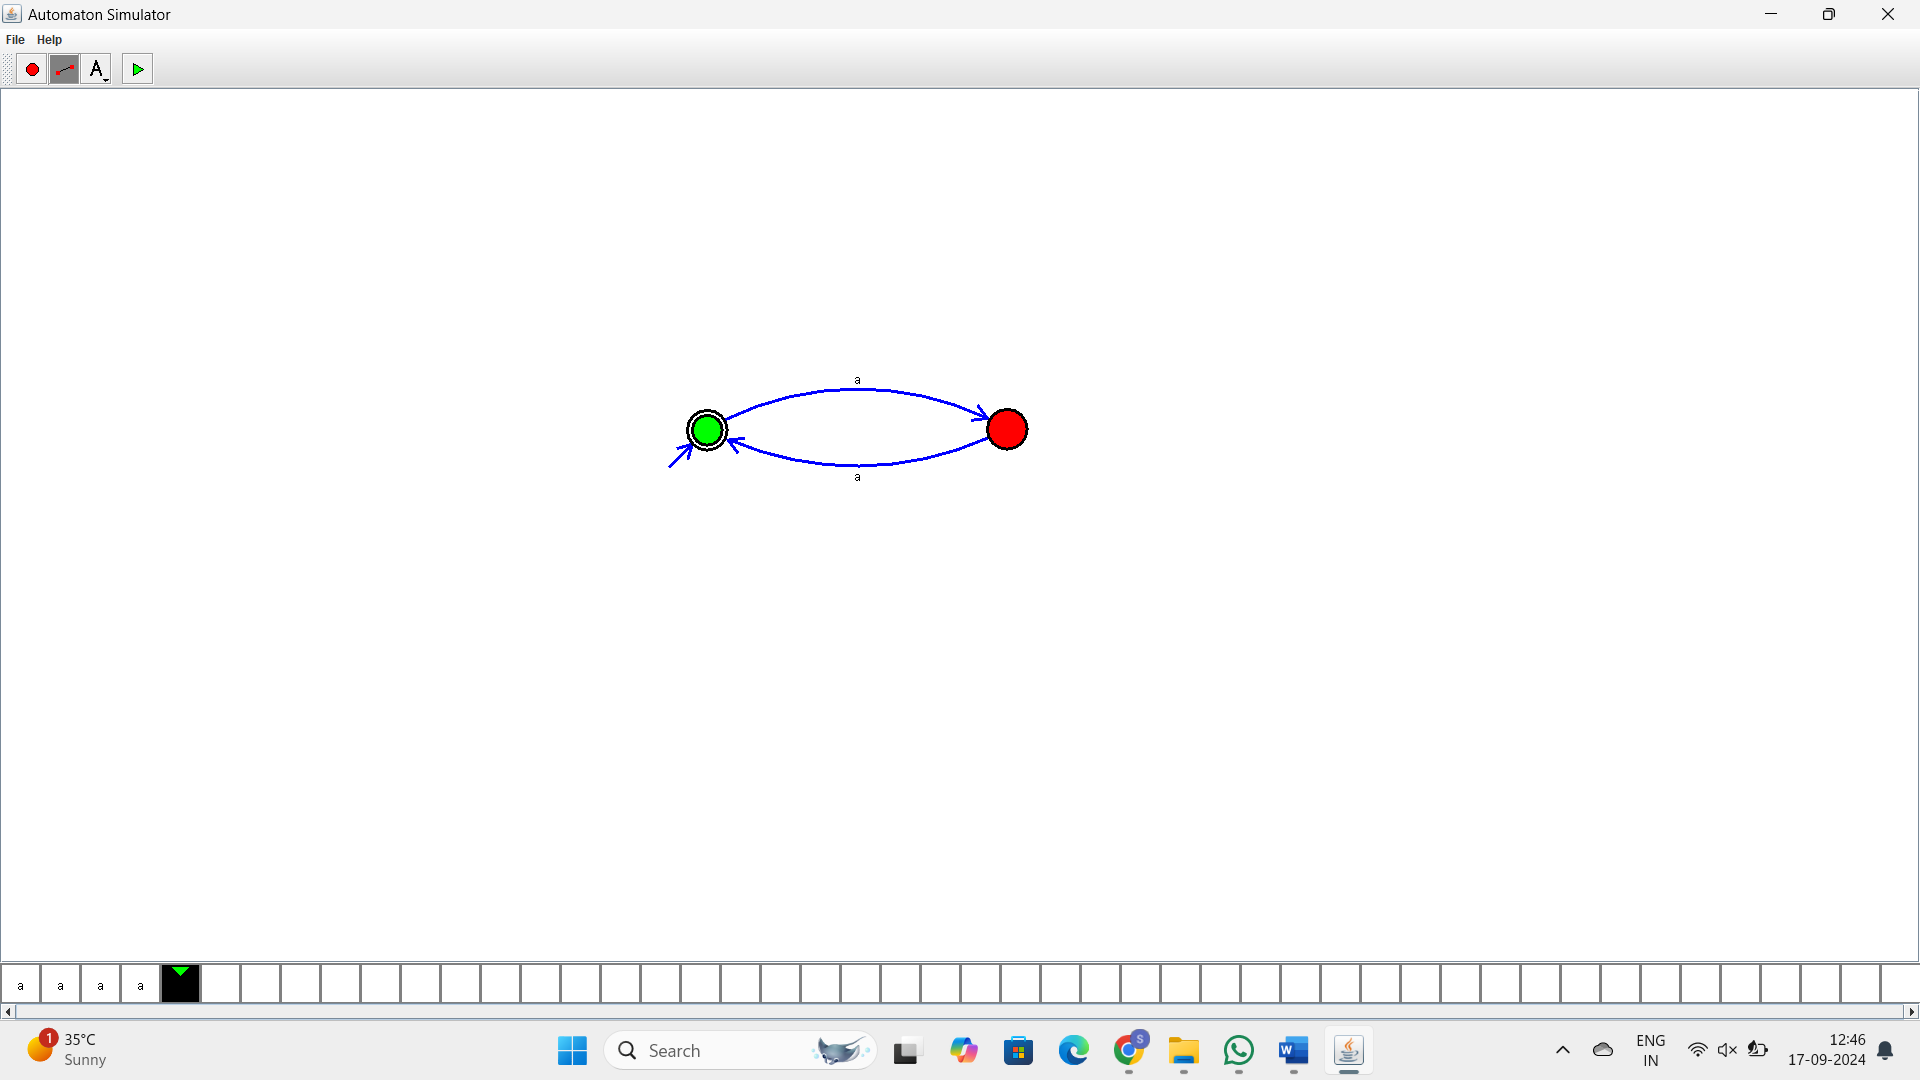 Automaton Simulator
File Help
A
a
a
a a a a
1
35°C
Sunny
Search
S
W
ENG
IN
12:46
17-09-2024